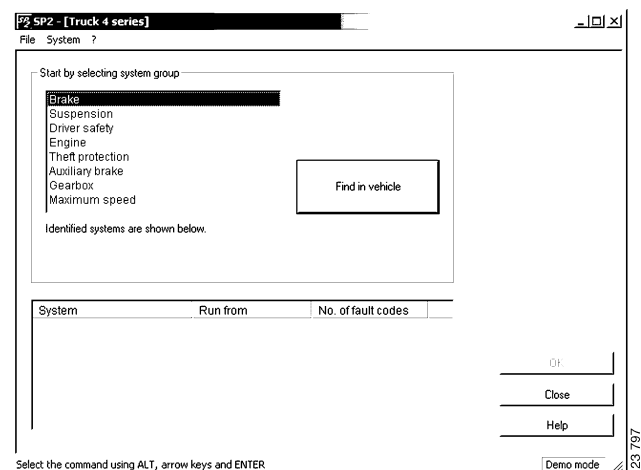 SP2 - [Truck 4 series]
File System ?
Start by selecting system group
Brake
Suspension
Driver safety
Engine
Theft protection
Auxiliary brake
Gearbox
Maximum speed
Find in vehicle
Identified systems are shown below.
System Run from No. of fault codes
OK
Close
Help
Select the command using ALT, arrow keys and ENTER
Demo mode
23 797